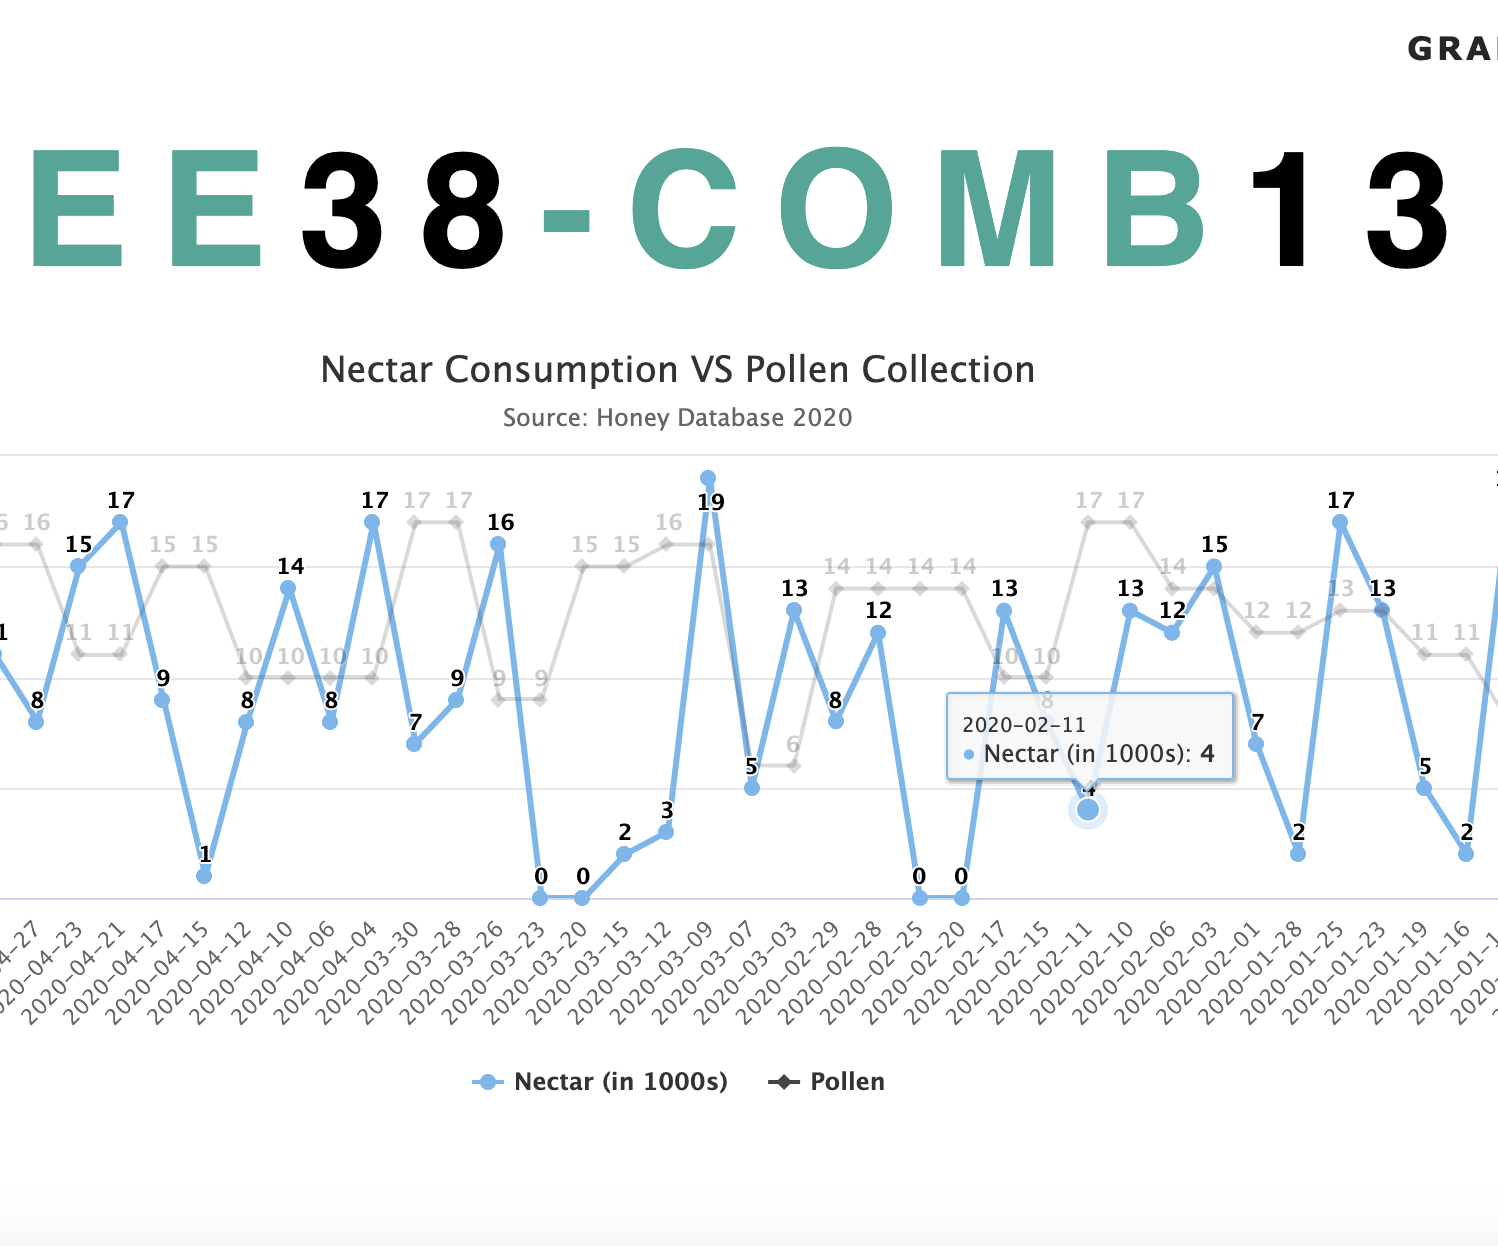 GRA
EE38-COMB13
Nectar Consumption VS Pollen Collection
Source: Honey Database 2020
17 17 17 19 17 17 17
16 15 15 15 14 16 15 15 16 14 14 14 14 13 13 14 15 13 13
11 11 9 10 10 10 10 9 9 9 13 12 10 10 12 12 12 11 11
8 8 8 7 5 6 8 8 7 5
1 0 0 2 3 0 0 4 2 2
2020-02-11
Nectar (in 1000s): 4
4-27 2020-04-23 2020-04-21 2020-04-17 2020-04-15 2020-04-12 2020-04-10 2020-04-06 2020-04-04 2020-03-30 2020-03-28 2020-03-26 2020-03-23 2020-03-20 2020-03-15 2020-03-12 2020-03-09 2020-03-07 2020-03-03 2020-02-29 2020-02-28 2020-02-25 2020-02-20 2020-02-17 2020-02-15 2020-02-11 2020-02-10 2020-02-06 2020-02-03 2020-02-01 2020-01-28 2020-01-25 2020-01-23 2020-01-19 2020-01-16 2020-01-1
Nectar (in 1000s) Pollen